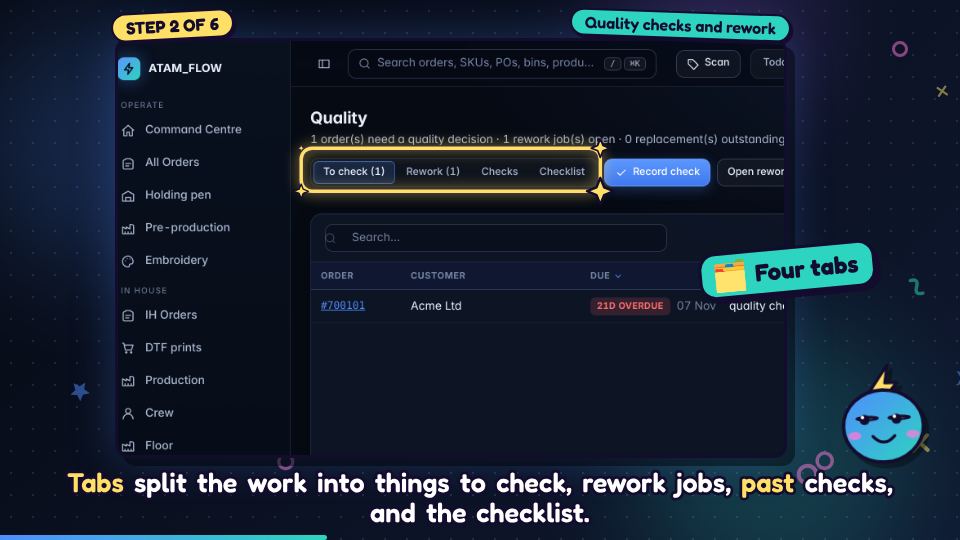 STEP 2 OF 6
Quality checks and rework
ATAM_FLOW
Search orders, SKUs, POs, bins, produ... / ⌘K
Scan
OPERATE
Command Centre
All Orders
Holding pen
Pre-production
Embroidery
IN HOUSE
IH Orders
DTF prints
Production
Crew
Floor
Quality
1 order(s) need a quality decision · 1 rework job(s) open · 0 replacement(s) outstanding
To check (1) Rework (1) Checks Checklist
Record check
Search...
ORDER CUSTOMER DUE
#700101 Acme Ltd 21D OVERDUE 07 Nov quality
Four tabs
Tabs split the work into things to check, rework jobs, past checks,
and the checklist.